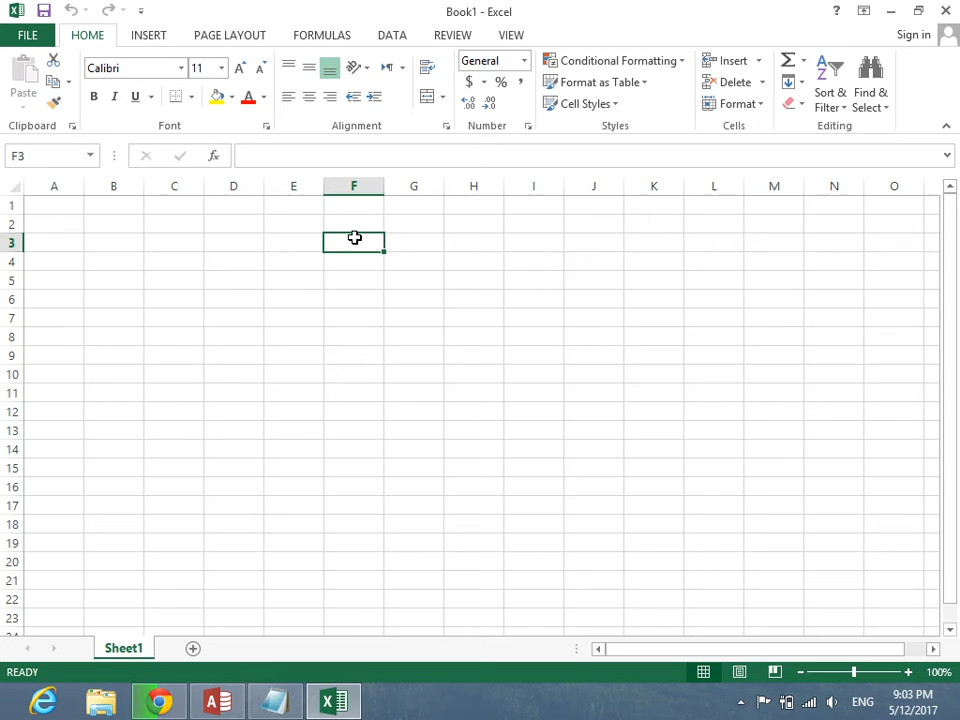 Book1 - Excel
FILE HOME INSERT PAGE LAYOUT FORMULAS DATA REVIEW VIEW Sign in
Paste
Calibri 11
B I U
General
$ % ,
Conditional Formatting
Format as Table
Cell Styles
Insert
Delete
Format
Sort & Filter
Find & Select
Clipboard Font Alignment Number Styles Cells Editing
F3
A B C D E F G H I J K L M N O
1
2
3
4
5
6
7
8
9
10
11
12
13
14
15
16
17
18
19
20
21
22
23
24
Sheet1
READY 100%
ENG 9:03 PM
5/12/2017